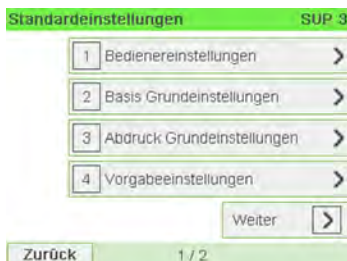 Standardeinstellungen SUP 3
1 Bedienereinstellungen
2 Basis Grundeinstellungen
3 Abdruck Grundeinstellungen
4 Vorgabeeinstellungen
Weiter
Zurück 1 / 2